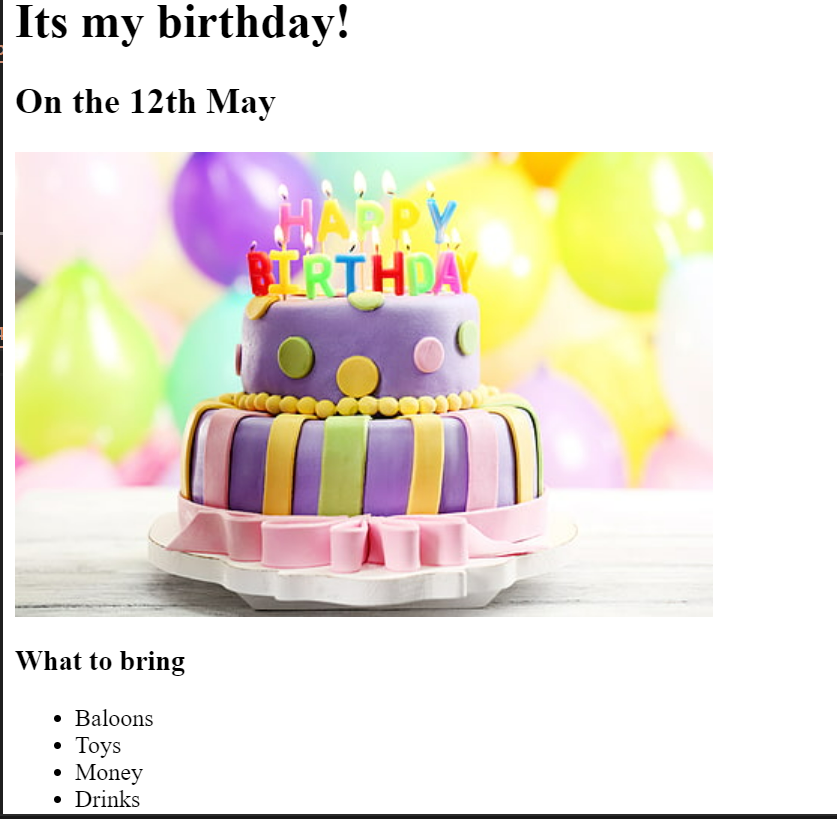 Its my birthday!
On the 12th May
HAPPY
BIRTHDAY
What to bring
Baloons
Toys
Money
Drinks